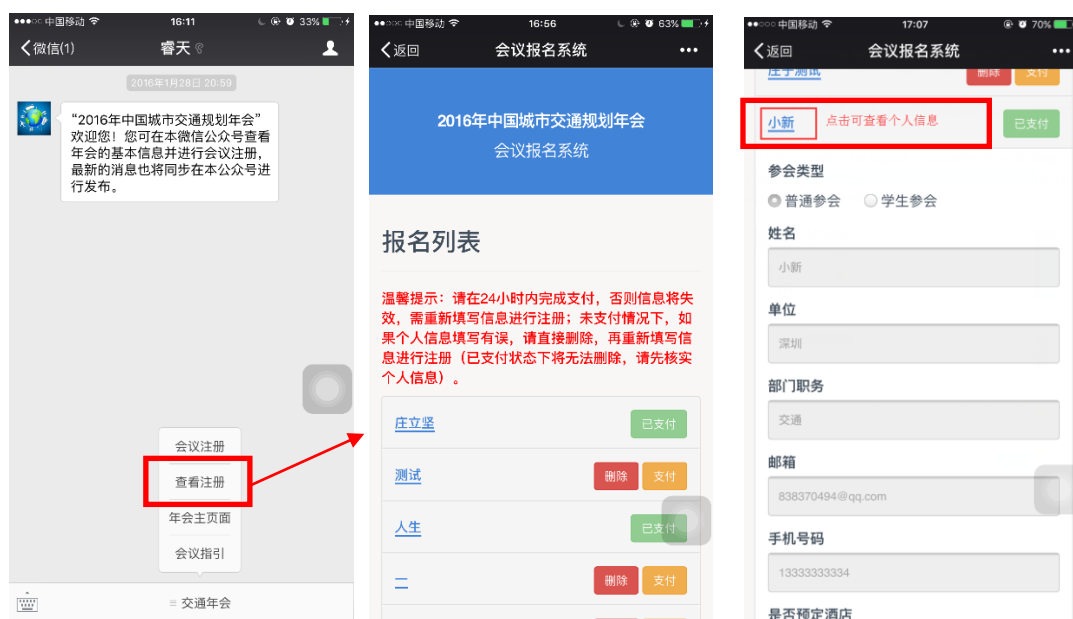 ●●●○○ 中国移动 16:11 33%
微信(1) 睿天
2016年1月28日 20:59
“2016年中国城市交通规划年会”
欢迎您！您可在本微信公众号查看
年会的基本信息并进行会议注册，
最新的消息也将同步在本公众号进
行发布。
会议注册
查看注册
年会主页面
会议指引
交通年会
●●○○○ 中国移动 16:56 63%
返回 会议报名系统 •••
2016年中国城市交通规划年会
会议报名系统
报名列表
温馨提示：请在24小时内完成支付，否则信息将失
效，需重新填写信息进行注册；未支付情况下，如
果个人信息填写有误，请直接删除，再重新填写信
息进行注册（已支付状态下将无法删除，请先核实
个人信息）。
庄立坚 已支付
测试 删除 支付
人生 已支付
二 删除 支付
●●○○○ 中国移动 17:07 70%
返回 会议报名系统 •••
删除 支付
小新 点击可查看个人信息 已支付
参会类型
普通参会 学生参会
姓名
小新
单位
深圳
部门职务
交通
邮箱
838370494@qq.com
手机号码
13333333334
是否预定酒店